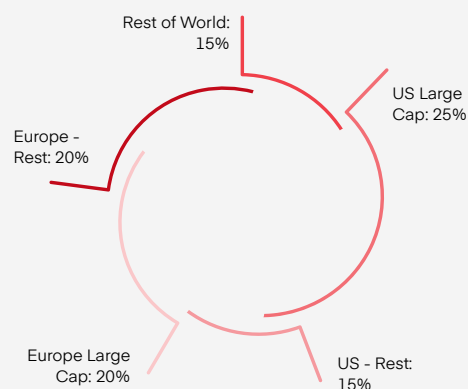 Rest of World:
15%
US Large
Cap: 25%
Europe -
Rest: 20%
Europe Large
Cap: 20%
US - Rest:
15%